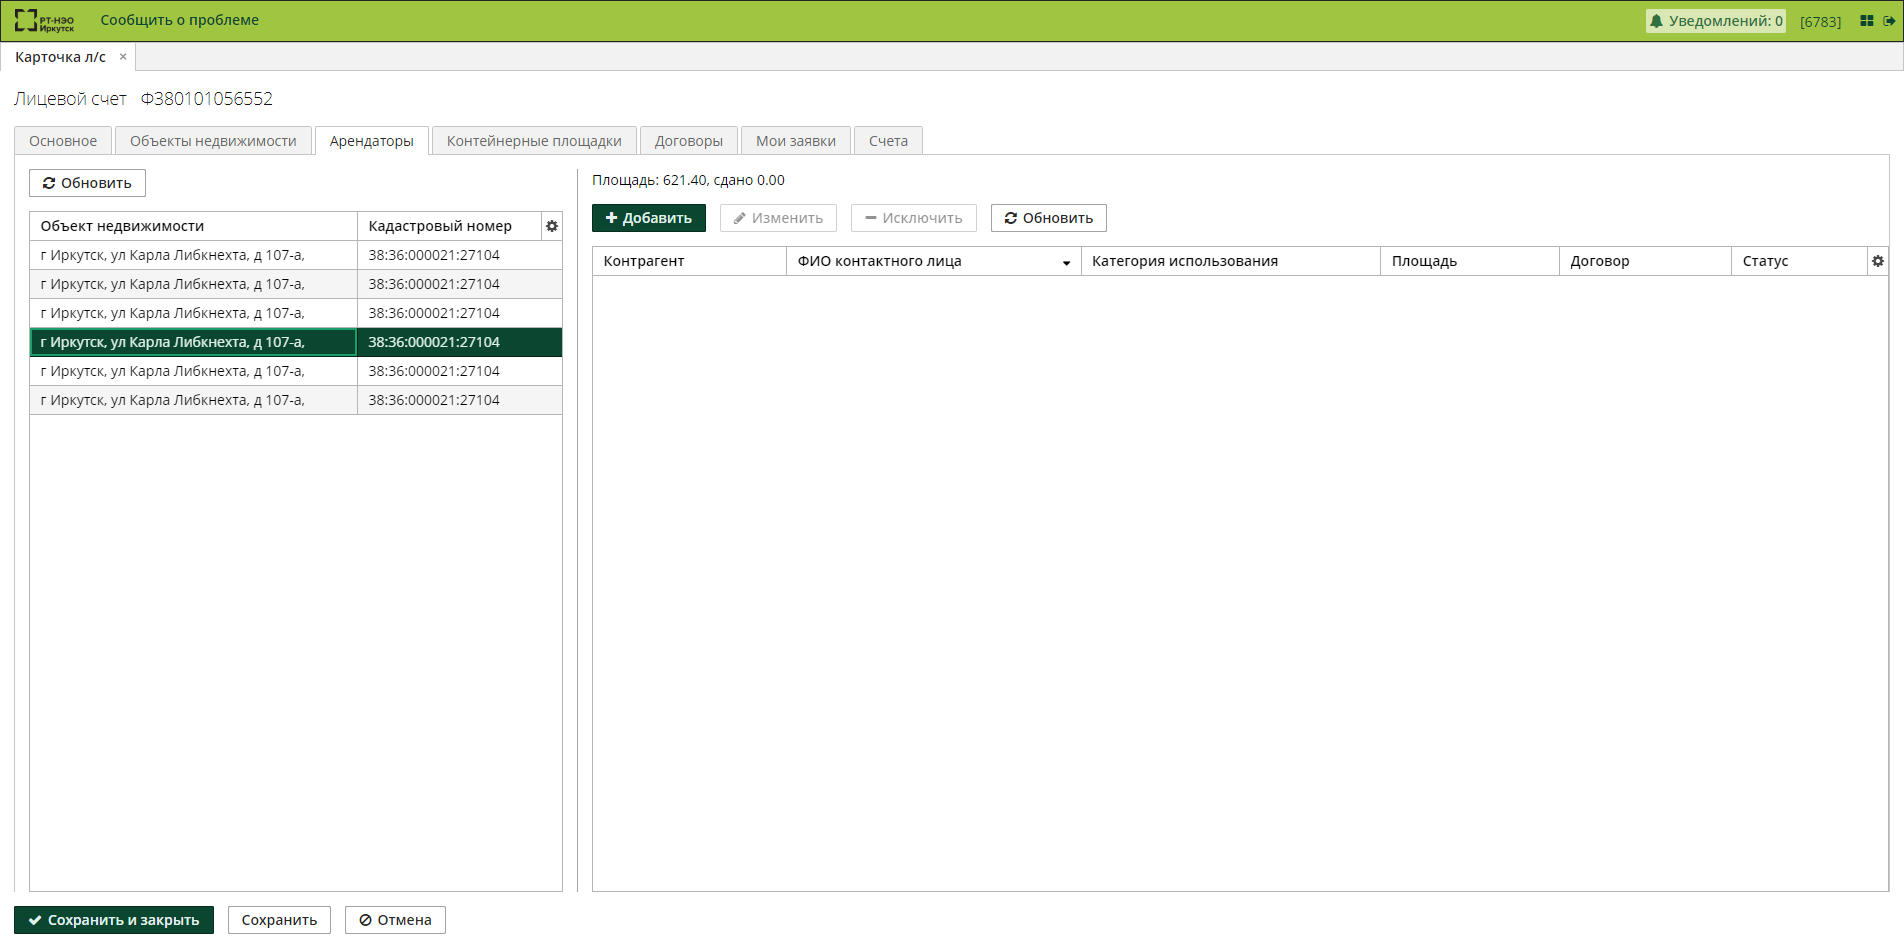 РТ-НЭО
Иркутск
Сообщить о проблеме
Уведомлений: 0
[6783]
Карточка л/с ×
Лицевой счет Ф380101056552
Основное
Объекты недвижимости
Арендаторы
Контейнерные площадки
Договоры
Мои заявки
Счета
Обновить
Объект недвижимости Кадастровый номер
г Иркутск, ул Карла Либкнехта, д 107-а, 38:36:000021:27104
г Иркутск, ул Карла Либкнехта, д 107-а, 38:36:000021:27104
г Иркутск, ул Карла Либкнехта, д 107-а, 38:36:000021:27104
г Иркутск, ул Карла Либкнехта, д 107-а, 38:36:000021:27104
г Иркутск, ул Карла Либкнехта, д 107-а, 38:36:000021:27104
г Иркутск, ул Карла Либкнехта, д 107-а, 38:36:000021:27104
Площадь: 621.40, сдано 0.00
Добавить
Изменить
Исключить
Обновить
Контрагент ФИО контактного лица Категория использования Площадь Договор Статус
Сохранить и закрыть
Сохранить
Отмена